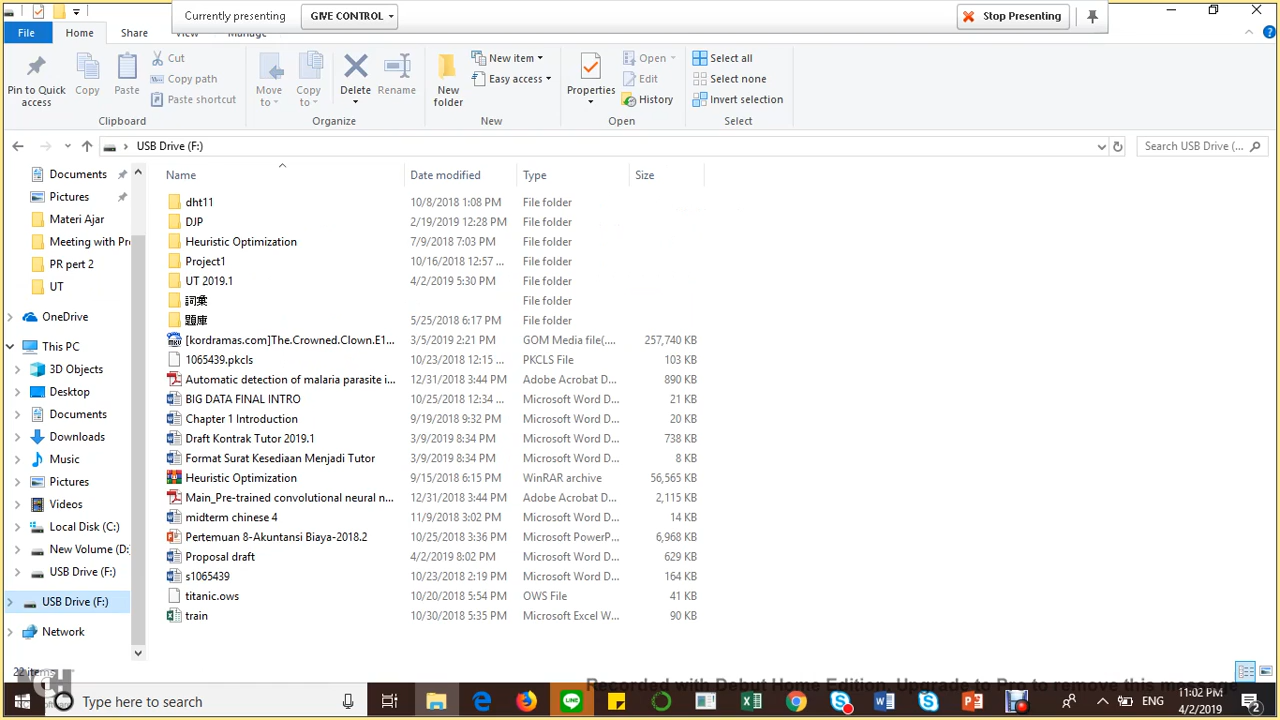 Currently presenting GIVE CONTROL Stop Presenting
File Home Share View Manage
Pin to Quick access
Copy
Paste
Cut
Copy path
Paste shortcut
Clipboard
Move to
Copy to
Delete
Rename
Organize
New folder
New item
Easy access
New
Properties
Open
Edit
History
Open
Select all
Select none
Invert selection
Select
USB Drive (F:) Search USB Drive (...
Documents
Pictures
Materi Ajar
Meeting with Pr
PR pert 2
UT
OneDrive
This PC
3D Objects
Desktop
Documents
Downloads
Music
Pictures
Videos
Local Disk (C:)
New Volume (D:
USB Drive (F:)
USB Drive (F:)
Network
Name Date modified Type Size
dht11 10/8/2018 1:08 PM File folder
DJP 2/19/2019 12:28 PM File folder
Heuristic Optimization 7/9/2018 7:03 PM File folder
Project1 10/16/2018 12:57 ... File folder
UT 2019.1 4/2/2019 5:30 PM File folder
詞彙 File folder
題庫 5/25/2018 6:17 PM File folder
[kordramas.com]The.Crowned.Clown.E1... 3/5/2019 2:21 PM GOM Media file(.... 257,740 KB
1065439.pkcls 10/23/2018 12:15 ... PKCLS File 103 KB
Automatic detection of malaria parasite i... 12/31/2018 3:44 PM Adobe Acrobat D... 890 KB
BIG DATA FINAL INTRO 10/25/2018 12:34 ... Microsoft Word D... 21 KB
Chapter 1 Introduction 9/19/2018 9:32 PM Microsoft Word D... 20 KB
Draft Kontrak Tutor 2019.1 3/9/2019 8:34 PM Microsoft Word D... 738 KB
Format Surat Kesediaan Menjadi Tutor 3/9/2019 8:34 PM Microsoft Word D... 8 KB
Heuristic Optimization 9/15/2018 6:15 PM WinRAR archive 56,565 KB
Main_Pre-trained convolutional neural n... 12/31/2018 3:44 PM Adobe Acrobat D... 2,115 KB
midterm chinese 4 11/9/2018 3:02 PM Microsoft Word D... 14 KB
Pertemuan 8-Akuntansi Biaya-2018.2 10/25/2018 3:36 PM Microsoft PowerP... 6,968 KB
Proposal draft 4/2/2019 8:02 PM Microsoft Word D... 629 KB
s1065439 10/23/2018 2:19 PM Microsoft Word D... 164 KB
titanic.ows 10/20/2018 5:54 PM OWS File 41 KB
train 10/30/2018 5:35 PM Microsoft Excel W... 90 KB
22 items
Recorded with Debut Home Edition. Upgrade to Pro to remove this message
Type here to search
ENG
11:02 PM
4/2/2019
2